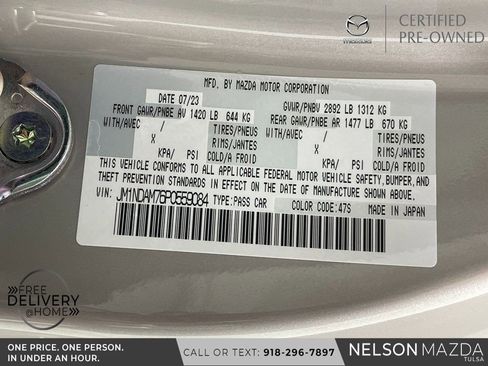 CERTIFIED
PRE-OWNED
mazda
MFD. BY MAZDA MOTOR CORPORATION
DATE 07/23
GVWR/PNBV 2892 LB 1312 KG
FRONT GAWR/PNBE AV 1420 LB 644 KG
REAR GAWR/PNBE AR 1477 LB 670 KG
WITH/AVEC TIRES/PNEUS WITH/AVEC TIRES/PNEUS
X RIMS/JANTES X RIMS/JANTES
KPA/ PSI COLD/A FROID KPA/ PSI COLD/A FROID
THIS VEHICLE CONFORMS TO ALL APPLICABLE FEDERAL MOTOR VEHICLE SAFETY, BUMPER, AND
THEFT PREVENTION STANDARDS IN EFFECT ON THE DATE OF MANUFACTURE SHOWN ABOVE.
VIN: JM1NDAM76P0559084 TYPE:PASS CAR COLOR CODE:47S MADE IN JAPAN
FREE
DELIVERY
@HOME
ONE PRICE. ONE PERSON.
IN UNDER AN HOUR.
CALL OR TEXT: 918-296-7897
NELSON MAZDA
TULSA